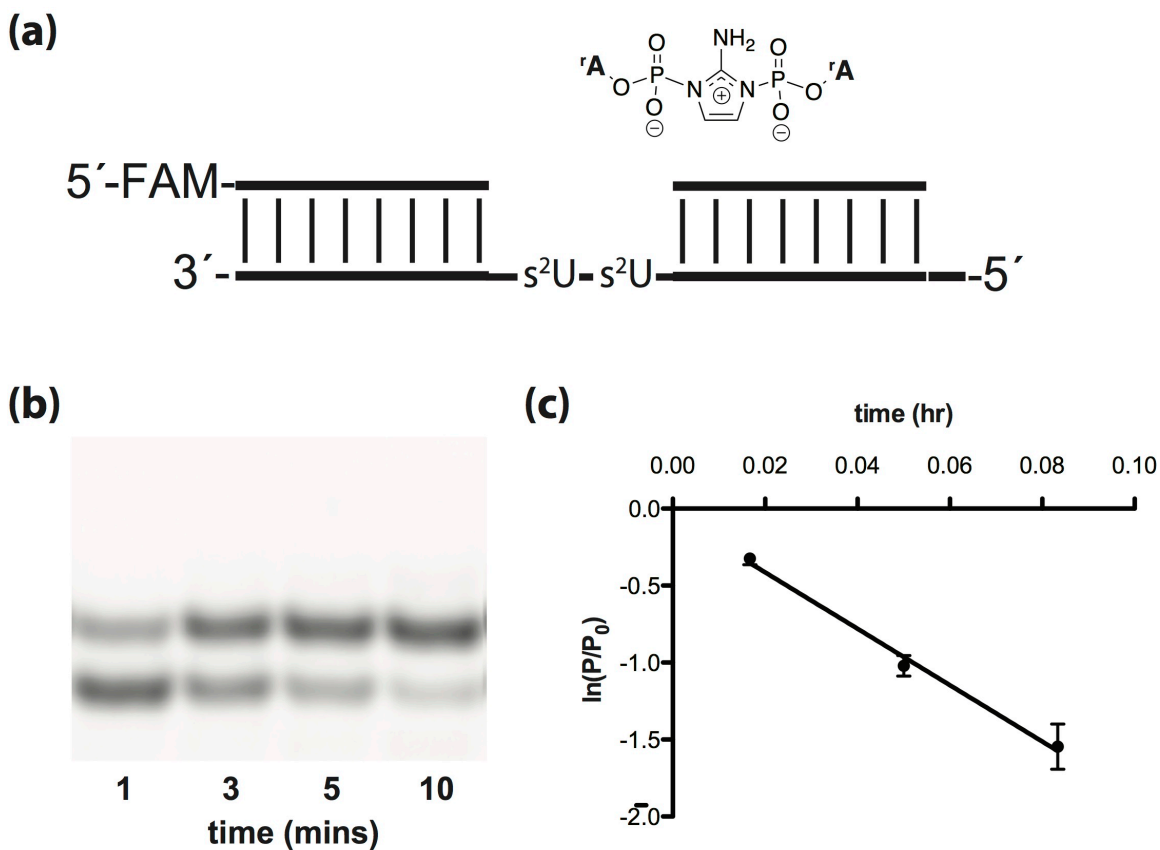 (a)
NH₂
O O
ʳA P P ʳA
O N N O
O ⊕ O
⊖ ⊖
5´-FAM-
3´- s²U- s²U -5´
(b)
1 3 5 10
time (mins)
(c)
time (hr)
0.00 0.02 0.04 0.06 0.08 0.10
0.0
-0.5
-1.0
-1.5
-2.0
ln(P/P₀)